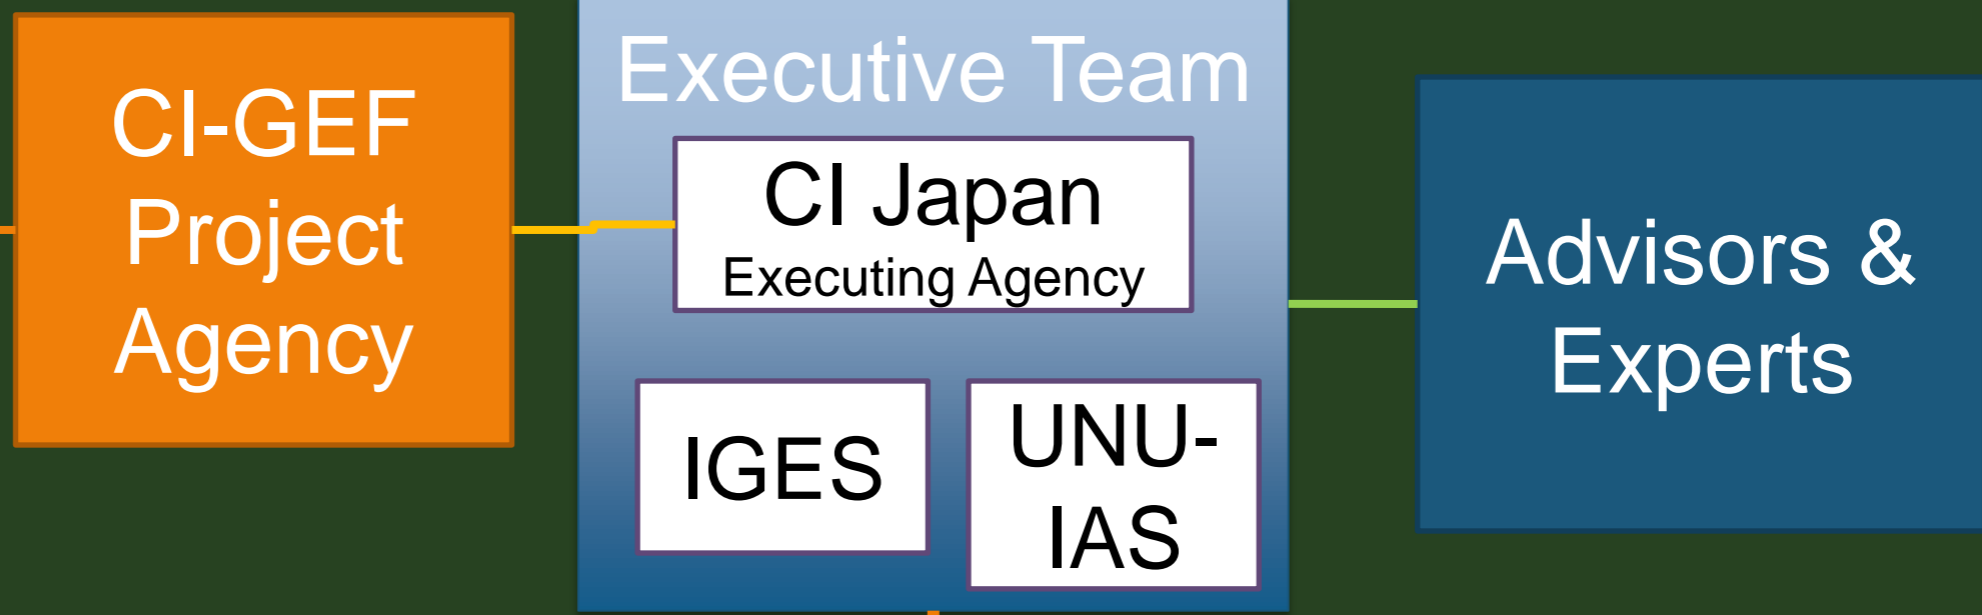 CI-GEF
Project
Agency
Executive Team
CI Japan
Executing Agency
IGES
UNU-
IAS
Advisors &
Experts